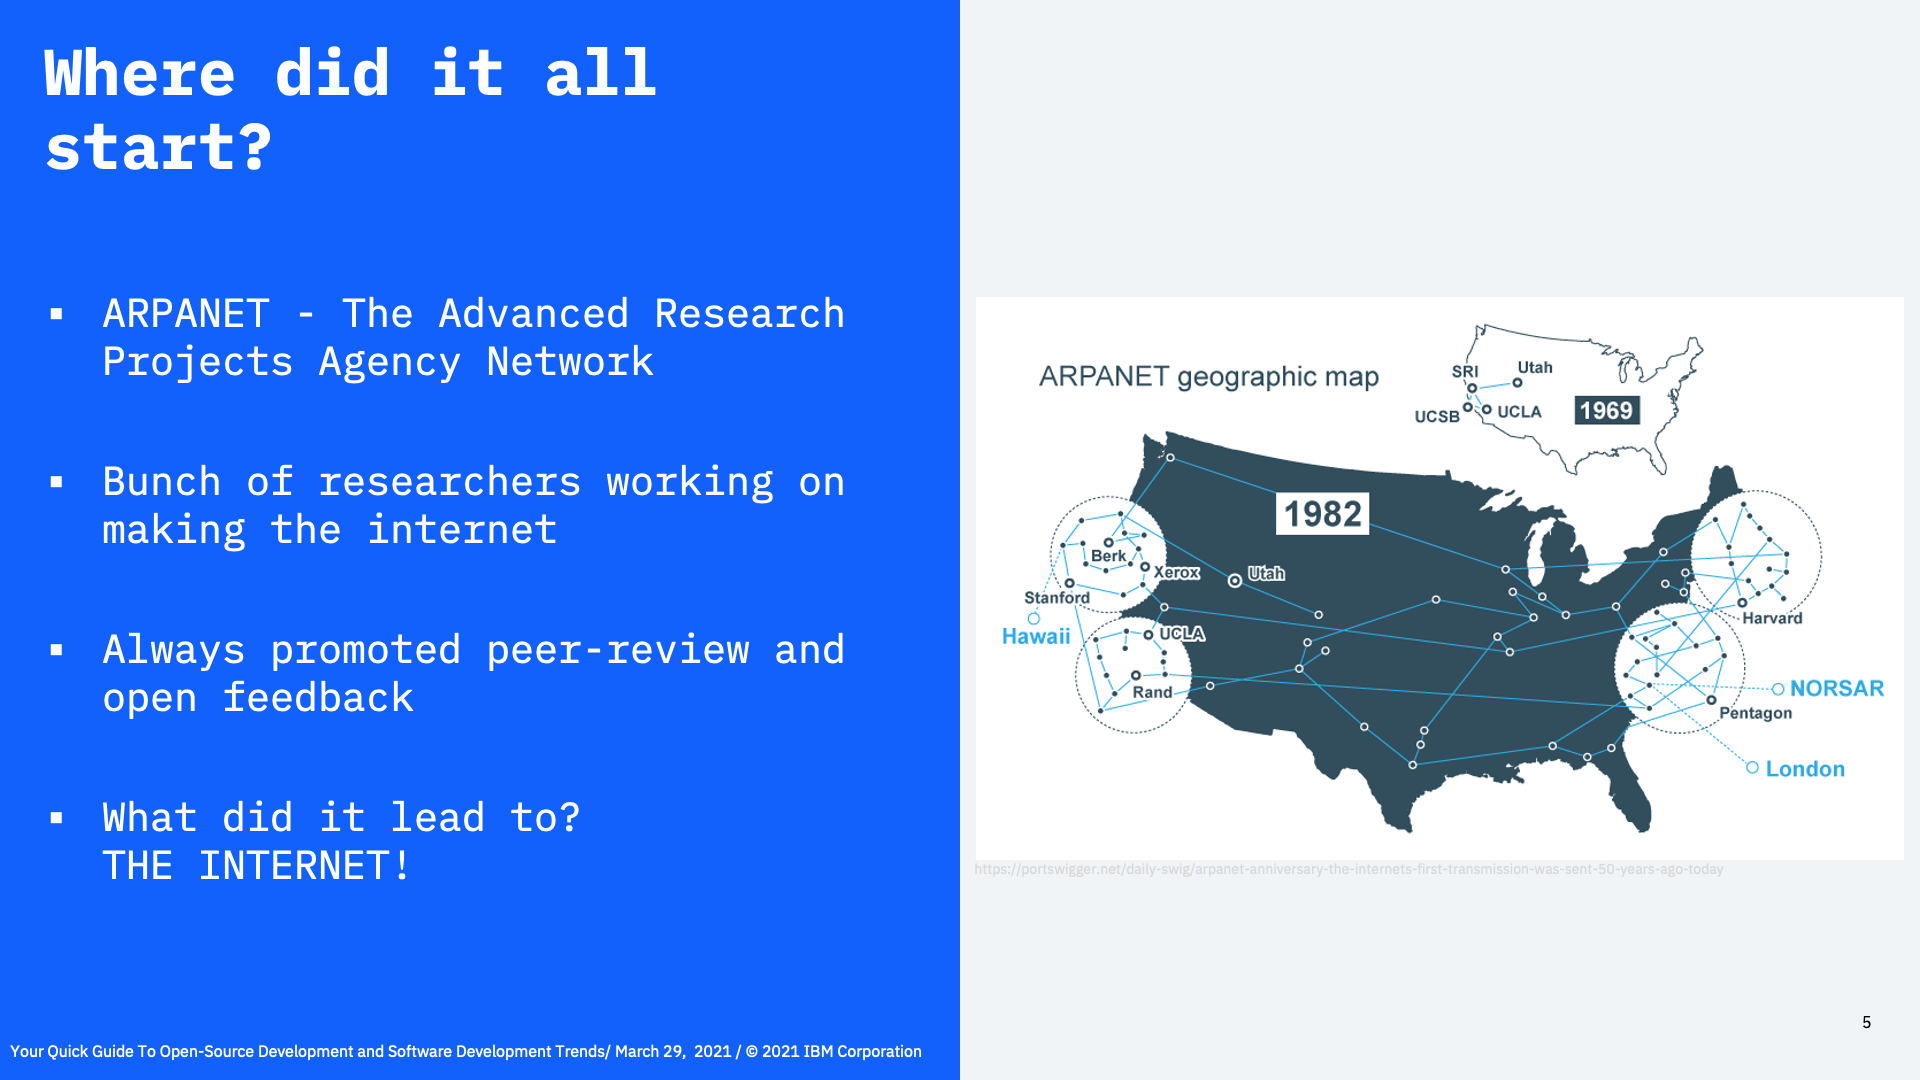 Where did it all
start?
▪ ARPANET - The Advanced Research
Projects Agency Network
▪ Bunch of researchers working on
making the internet
▪ Always promoted peer-review and
open feedback
▪ What did it lead to?
THE INTERNET!
Your Quick Guide To Open-Source Development and Software Development Trends/ March 29, 2021 / © 2021 IBM Corporation
ARPANET geographic map
SRI
Utah
UCSB
UCLA
1969
1982
Berk
Xerox
Utah
Stanford
Hawaii
UCLA
Rand
Harvard
NORSAR
Pentagon
London
https://portswigger.net/daily-swig/arpanet-anniversary-the-internets-first-transmission-was-sent-50-years-ago-today
5